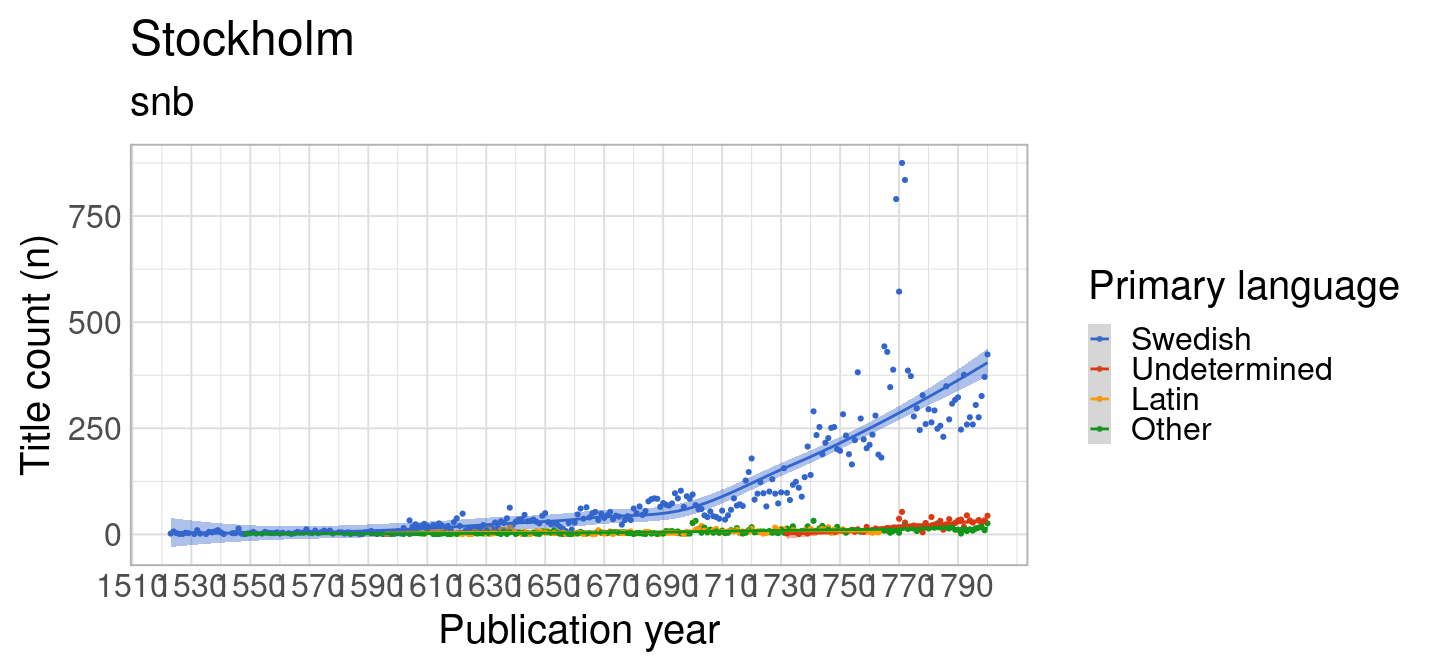 Stockholm
snb
Title count (n)
750
500
250
0
1510 1530 1550 1570 1590 1610 1630 1650 1670 1690 1710 1730 1750 1770 1790
Publication year
Primary language
Swedish
Undetermined
Latin
Other